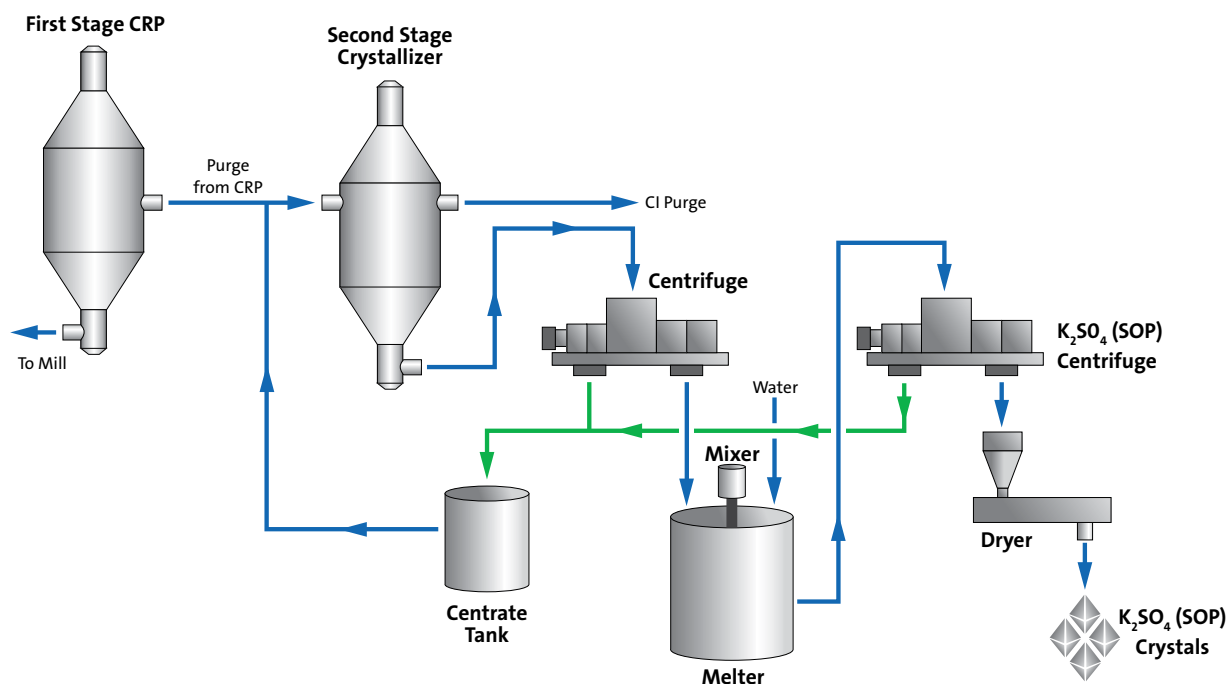 First Stage CRP
Second Stage
Crystallizer
Purge
from CRP
CI Purge
To Mill
Centrifuge
K₂SO₄ (SOP)
Centrifuge
Water
Mixer
Dryer
Centrate
Tank
Melter
K₂SO₄ (SOP)
Crystals